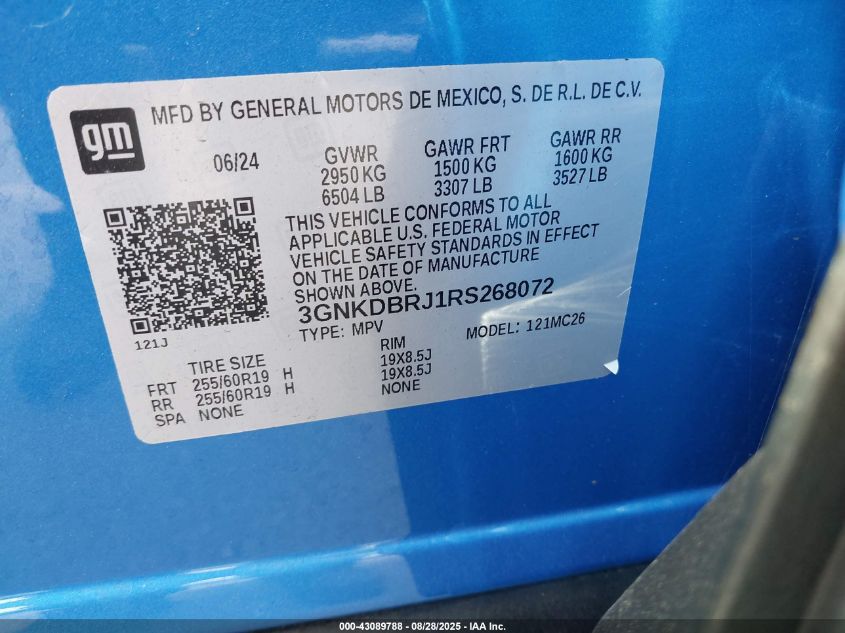 gm
MFD BY GENERAL MOTORS DE MEXICO, S. DE R.L. DE C.V.
06/24
GVWR
2950 KG
6504 LB
GAWR FRT
1500 KG
3307 LB
GAWR RR
1600 KG
3527 LB
THIS VEHICLE CONFORMS TO ALL
APPLICABLE U.S. FEDERAL MOTOR
VEHICLE SAFETY STANDARDS IN EFFECT
ON THE DATE OF MANUFACTURE
SHOWN ABOVE.
3GNKDBRJ1RS268072
TYPE: MPV MODEL: 121MC26
121J
TIRE SIZE RIM
FRT 255/60R19 H 19X8.5J
RR 255/60R19 H 19X8.5J
SPA NONE NONE
000-43089788 - 08/28/2025 - IAA Inc.